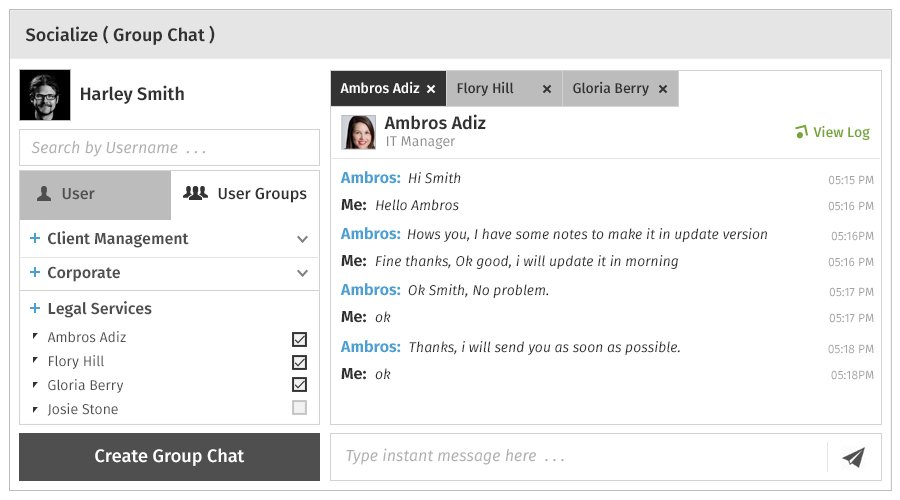 Socialize ( Group Chat )
Harley Smith
Search by Username . . .
User
User Groups
+ Client Management
+ Corporate
+ Legal Services
Ambros Adiz
Flory Hill
Gloria Berry
Josie Stone
Create Group Chat
Ambros Adiz × Flory Hill × Gloria Berry ×
Ambros Adiz
IT Manager
View Log
Ambros: Hi Smith 05:15 PM
Me: Hello Ambros 05:16 PM
Ambros: Hows you, I have some notes to make it in update version 05:16PM
Me: Fine thanks, Ok good, i will update it in morning 05:16 PM
Ambros: Ok Smith, No problem. 05:17 PM
Me: ok 05:17 PM
Ambros: Thanks, i will send you as soon as possible. 05:18 PM
Me: ok 05:18PM
Type instant message here . . .